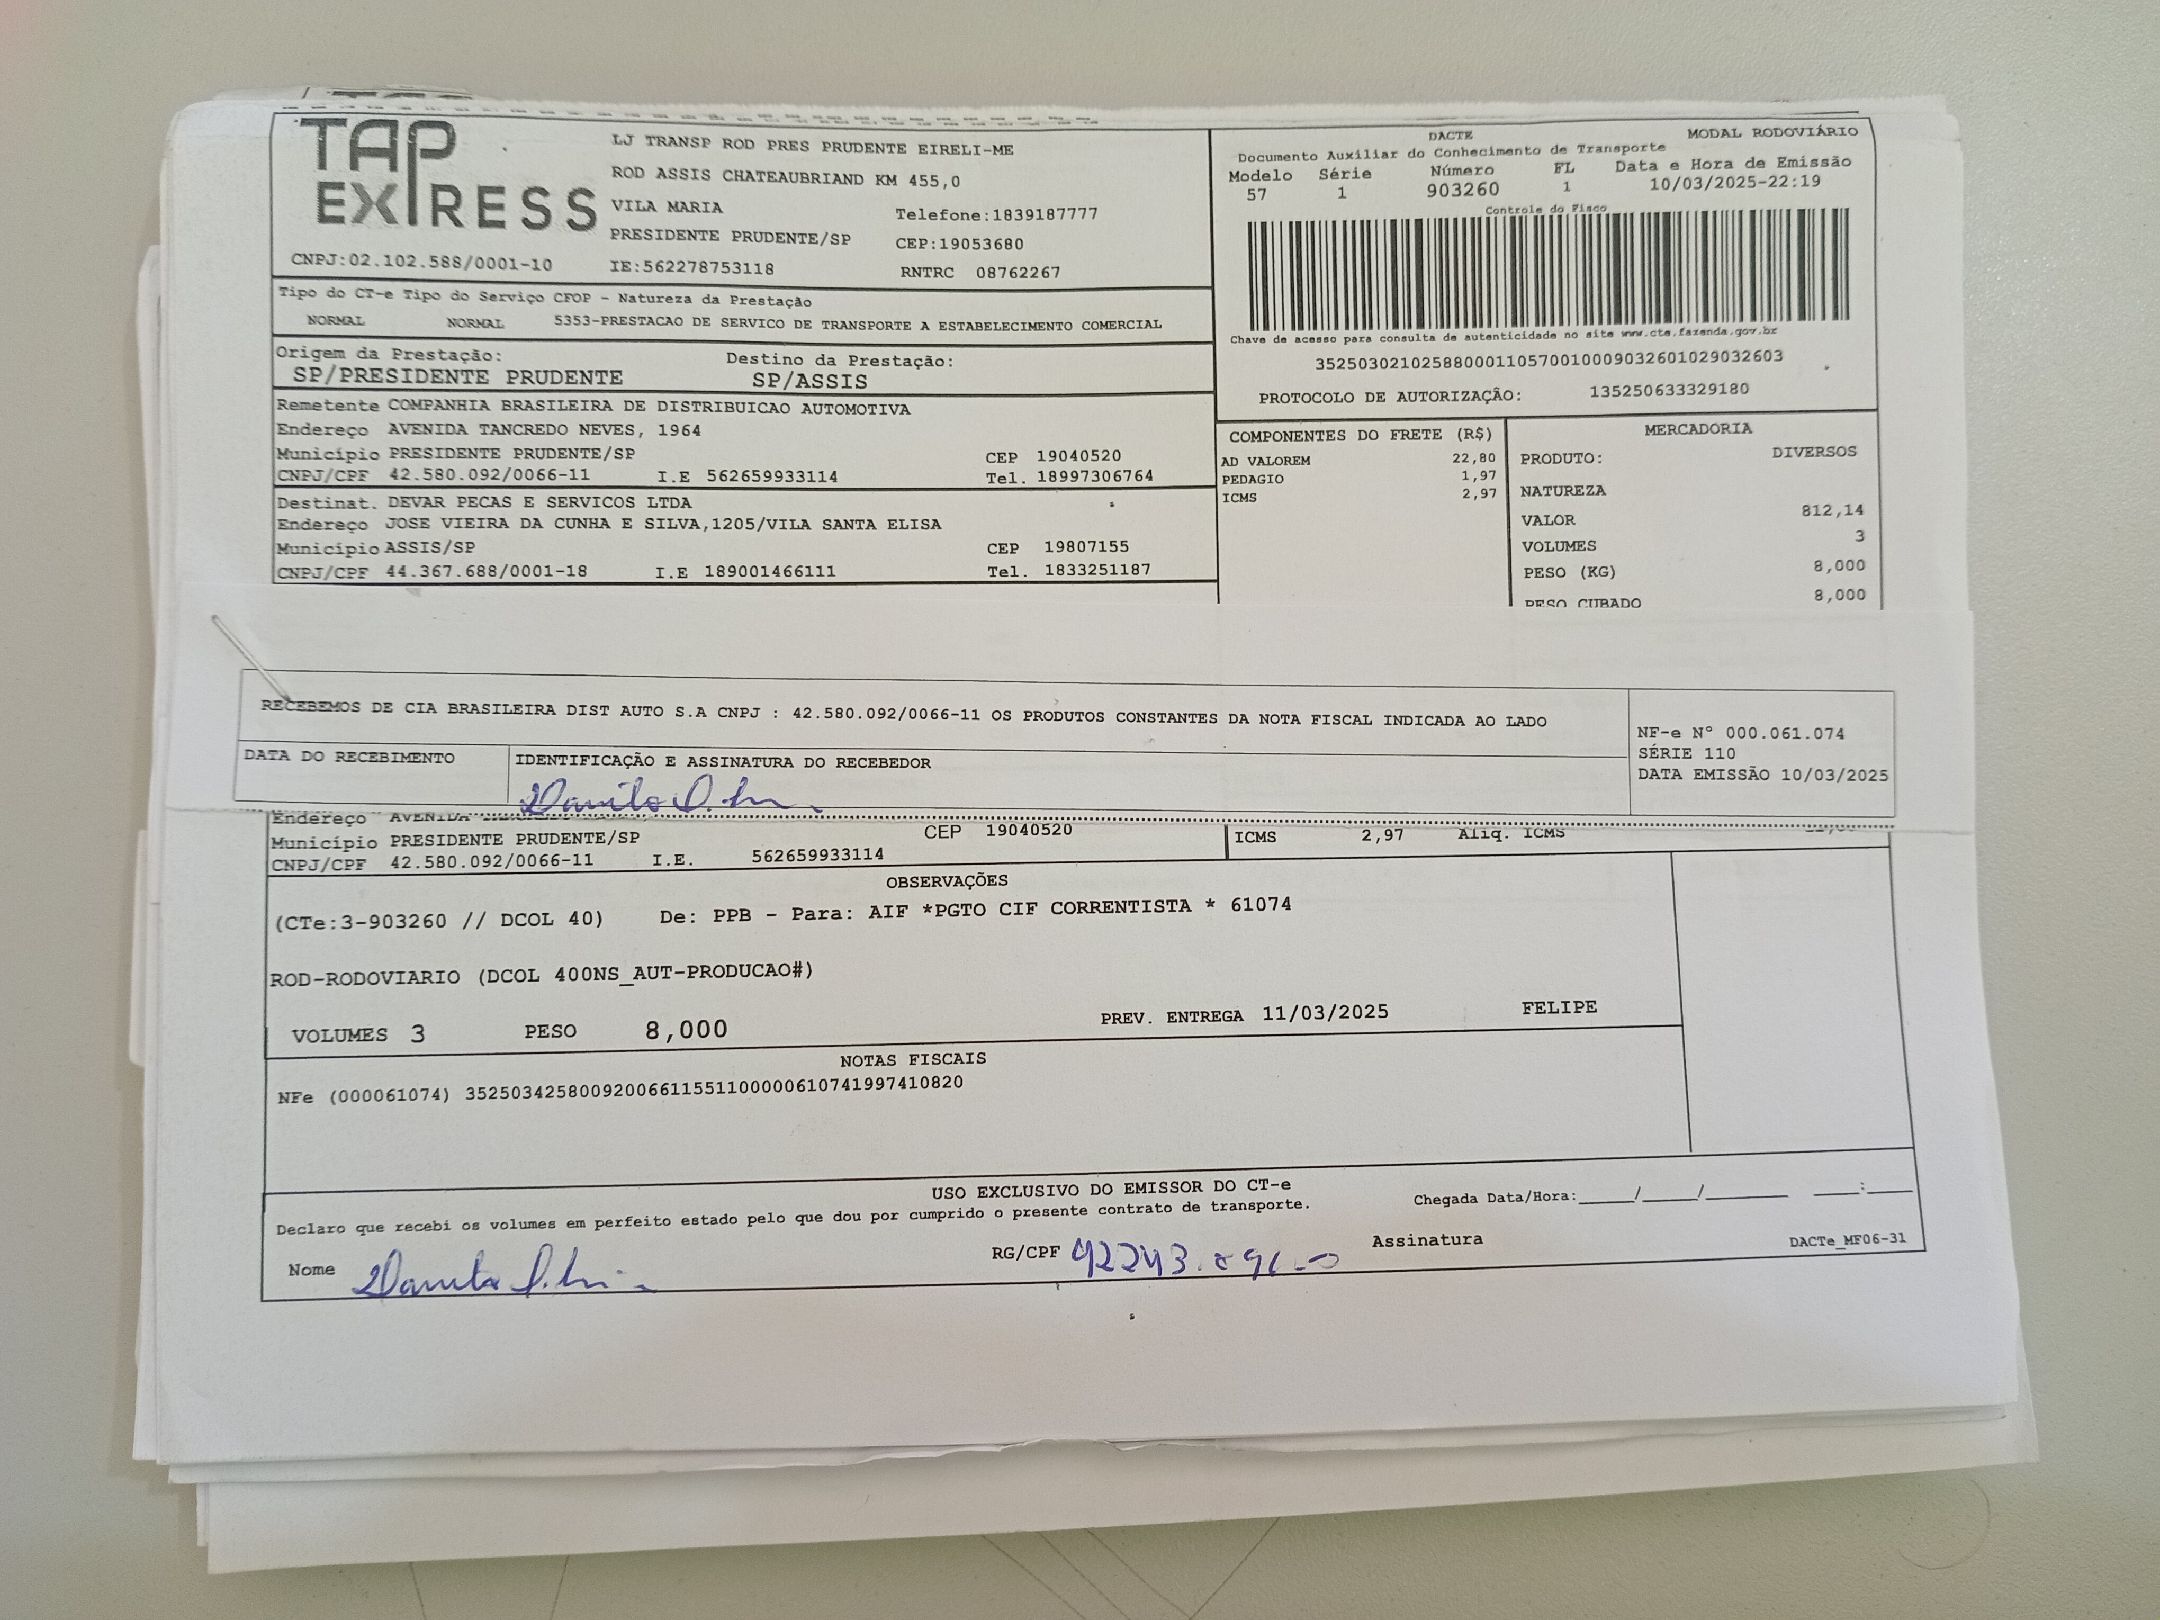 TAP EXPRESS
LJ TRANSP ROD PRES PRUDENTE EIRELI-ME
ROD ASSIS CHATEAUBRIAND KM 455,0
VILA MARIA
Telefone:1839187777
PRESIDENTE PRUDENTE/SP
CEP:19053680
CNPJ:02.102.588/0001-10
IE:562278753118
RNTRC 08762267
DACTE
MODAL RODOVIÁRIO
Documento Auxiliar do Conhecimento de Transporte
Modelo Série Número FL Data e Hora de Emissão
57 1 903260 1 10/03/2025-22:19
Controle do Fisco
Chave de acesso para consulta de autenticidade no site www.cte.fazenda.gov.br
35250302102588000110570010009032601029032603
PROTOCOLO DE AUTORIZAÇÃO: 135250633329180
Tipo do CT-e Tipo do Serviço CFOP - Natureza da Prestação
NORMAL NORMAL 5353-PRESTACAO DE SERVICO DE TRANSPORTE A ESTABELECIMENTO COMERCIAL
Origem da Prestação: Destino da Prestação:
SP/PRESIDENTE PRUDENTE SP/ASSIS
Remetente COMPANHIA BRASILEIRA DE DISTRIBUICAO AUTOMOTIVA
Endereço AVENIDA TANCREDO NEVES, 1964
Município PRESIDENTE PRUDENTE/SP CEP 19040520
CNPJ/CPF 42.580.092/0066-11 I.E 562659933114 Tel. 18997306764
Destinat. DEVAR PECAS E SERVICOS LTDA
Endereço JOSE VIEIRA DA CUNHA E SILVA,1205/VILA SANTA ELISA
Município ASSIS/SP CEP 19807155
CNPJ/CPF 44.367.688/0001-18 I.E 189001466111 Tel. 1833251187
COMPONENTES DO FRETE (R$)
AD VALOREM 22,80
PEDAGIO 1,97
ICMS 2,97
MERCADORIA
PRODUTO: DIVERSOS
NATUREZA
VALOR 812,14
VOLUMES 3
PESO (KG) 8,000
PESO CUBADO 8,000
RECEBEMOS DE CIA BRASILEIRA DIST AUTO S.A CNPJ : 42.580.092/0066-11 OS PRODUTOS CONSTANTES DA NOTA FISCAL INDICADA AO LADO
NF-e N° 000.061.074
SÉRIE 110
DATA EMISSÃO 10/03/2025
DATA DO RECEBIMENTO
IDENTIFICAÇÃO E ASSINATURA DO RECEBEDOR
Danilo
Endereço AVENIDA
Município PRESIDENTE PRUDENTE/SP CEP 19040520
CNPJ/CPF 42.580.092/0066-11 I.E. 562659933114
ICMS 2,97 Aliq. ICMS
OBSERVAÇÕES
(CTe:3-903260 // DCOL 40) De: PPB - Para: AIF *PGTO CIF CORRENTISTA * 61074
ROD-RODOVIARIO (DCOL 400NS_AUT-PRODUCAO#)
VOLUMES 3 PESO 8,000 PREV. ENTREGA 11/03/2025 FELIPE
NOTAS FISCAIS
NFe (000061074) 35250342580092006611551100000610741997410820
USO EXCLUSIVO DO EMISSOR DO CT-e
Declaro que recebi os volumes em perfeito estado pelo que dou por cumprido o presente contrato de transporte.
Chegada Data/Hora:____/____/______ ___:___
Nome Danilo
RG/CPF
Assinatura
DACTe_MF06-31